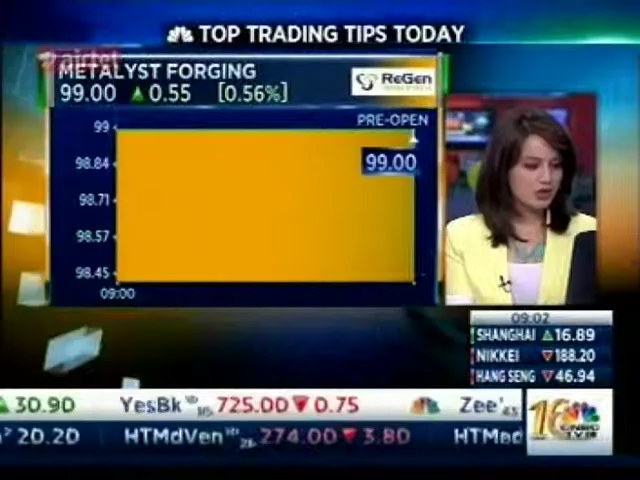 TOP TRADING TIPS TODAY
airtel
METALYST FORGING
99.00 ▲ 0.55 [0.56%]
ReGen
PRE-OPEN
99
98.84
98.71
98.57
98.45
99.00
09:00
09:02
SHANGHAI ▲16.89
NIKKEI ▼188.20
HANG SENG ▼46.94
▲30.90 YesBk 725.00▼0.75 Zee
20.20 HTMdVen 274.00▼3.80 HTMed